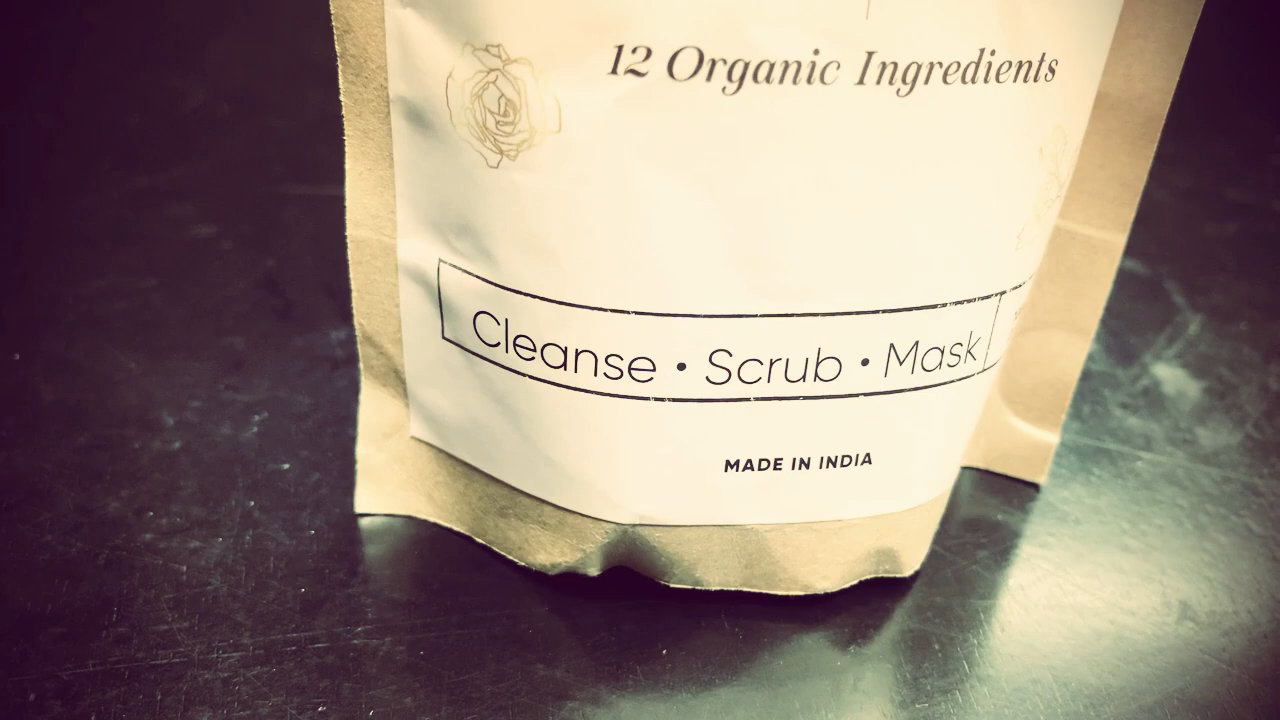 12 Organic Ingredients
Cleanse • Scrub • Mask
MADE IN INDIA